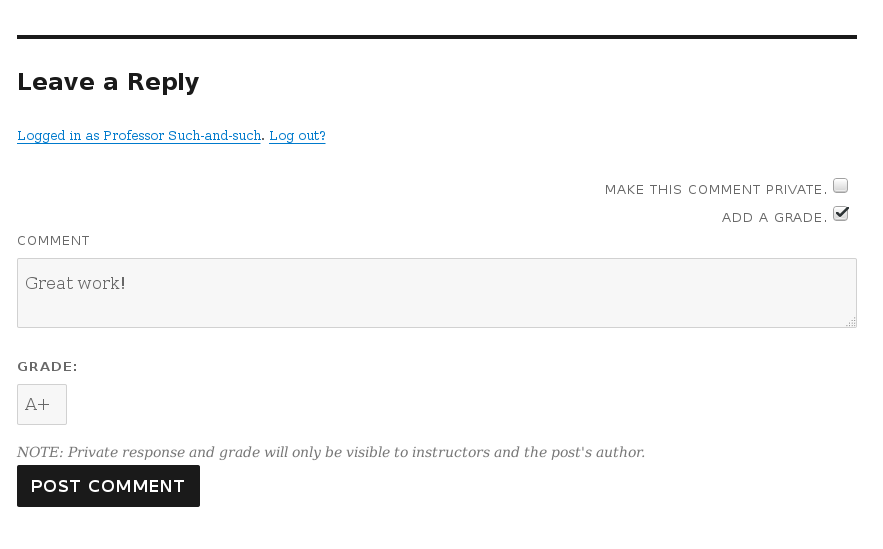 Leave a Reply
Logged in as Professor Such-and-such. Log out?
MAKE THIS COMMENT PRIVATE.
ADD A GRADE.
COMMENT
Great work!
GRADE:
A+
NOTE: Private response and grade will only be visible to instructors and the post's author.
POST COMMENT